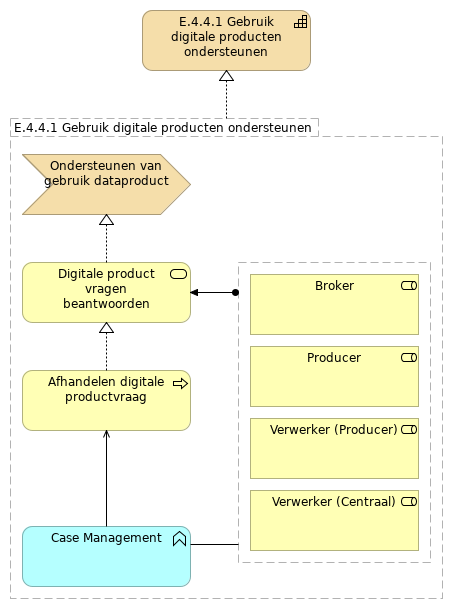 E.4.4.1 Gebruik
digitale producten
ondersteunen
E.4.4.1 Gebruik digitale producten ondersteunen
Ondersteunen van
gebruik dataproduct
Digitale product
vragen
beantwoorden
Broker
Producer
Afhandelen digitale
productvraag
Verwerker (Producer)
Verwerker (Centraal)
Case Management